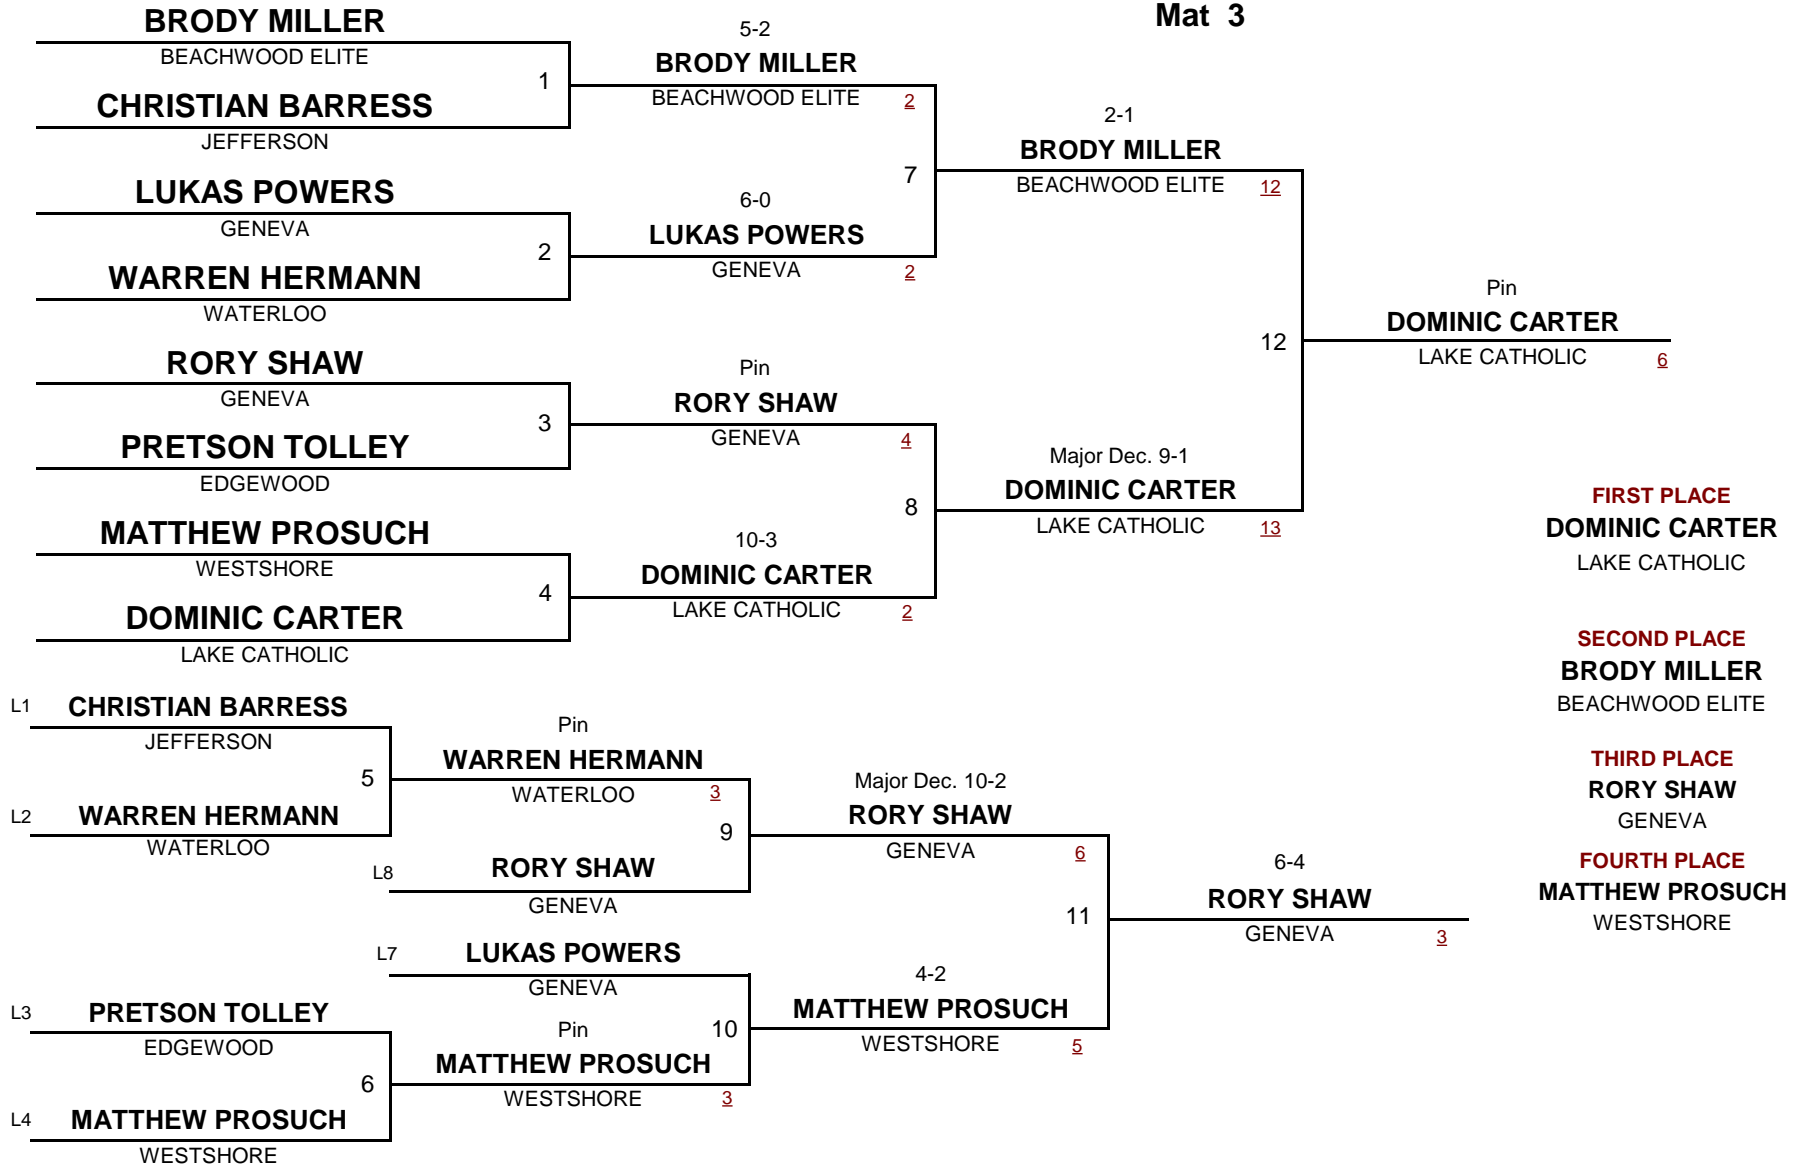 Mat 3
BRODY MILLER
BEACHWOOD ELITE
1
CHRISTIAN BARRESS
JEFFERSON
LUKAS POWERS
GENEVA
2
WARREN HERMANN
WATERLOO
RORY SHAW
GENEVA
3
PRETSON TOLLEY
EDGEWOOD
MATTHEW PROSUCH
WESTSHORE
4
DOMINIC CARTER
LAKE CATHOLIC
5-2
BRODY MILLER
BEACHWOOD ELITE 2
7
6-0
LUKAS POWERS
GENEVA 2
Pin
RORY SHAW
GENEVA 4
8
10-3
DOMINIC CARTER
LAKE CATHOLIC 2
2-1
BRODY MILLER
BEACHWOOD ELITE 12
12
Major Dec. 9-1
DOMINIC CARTER
LAKE CATHOLIC 13
Pin
DOMINIC CARTER
LAKE CATHOLIC 6
L1 CHRISTIAN BARRESS
JEFFERSON
5
L2 WARREN HERMANN
WATERLOO
Pin
WARREN HERMANN
WATERLOO 3
9
L8 RORY SHAW
GENEVA
L7 LUKAS POWERS
GENEVA
L3 PRETSON TOLLEY
EDGEWOOD
6
L4 MATTHEW PROSUCH
WESTSHORE
Pin
10
MATTHEW PROSUCH
WESTSHORE 3
Major Dec. 10-2
RORY SHAW
GENEVA 6
11
4-2
MATTHEW PROSUCH
WESTSHORE 5
6-4
RORY SHAW
GENEVA 3
FIRST PLACE
DOMINIC CARTER
LAKE CATHOLIC
SECOND PLACE
BRODY MILLER
BEACHWOOD ELITE
THIRD PLACE
RORY SHAW
GENEVA
FOURTH PLACE
MATTHEW PROSUCH
WESTSHORE